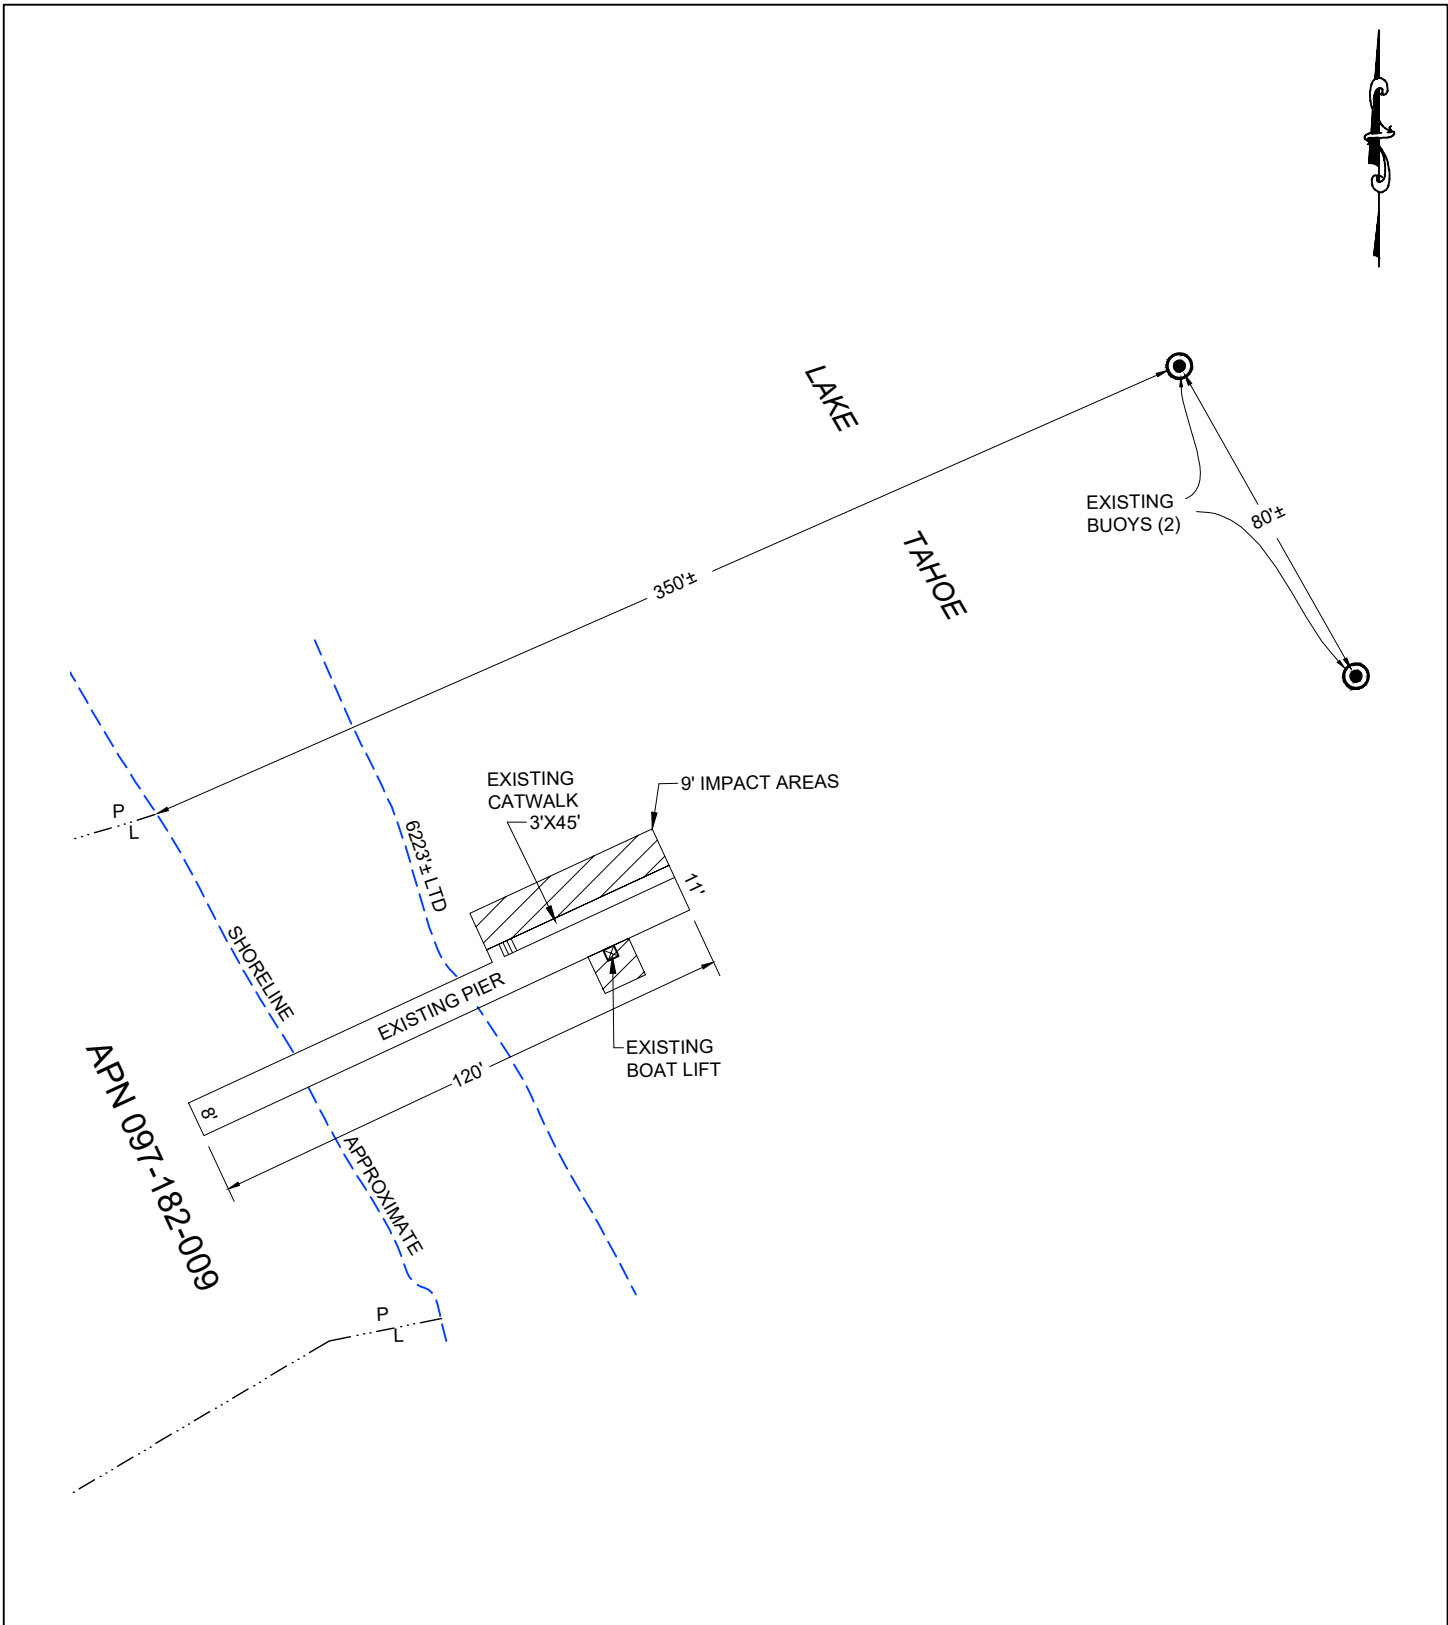 LAKE
TAHOE
EXISTING
BUOYS (2)
80'±
350'±
EXISTING
CATWALK
3'X45'
9' IMPACT AREAS
P
L
6223'± LTD
11'
SHORELINE
EXISTING PIER
EXISTING
BOAT LIFT
120'
8'
APN 097-182-009
APPROXIMATE
P
L